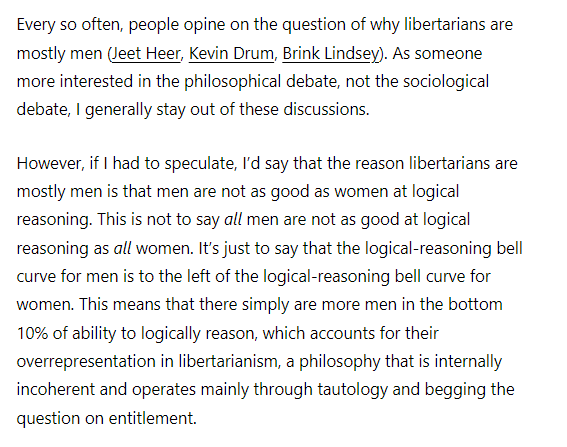 Every so often, people opine on the question of why libertarians are
mostly men (Jeet Heer, Kevin Drum, Brink Lindsey). As someone
more interested in the philosophical debate, not the sociological
debate, I generally stay out of these discussions.
However, if I had to speculate, I'd say that the reason libertarians are
mostly men is that men are not as good as women at logical
reasoning. This is not to say all men are not as good at logical
reasoning as all women. It's just to say that the logical-reasoning bell
curve for men is to the left of the logical-reasoning bell curve for
women. This means that there simply are more men in the bottom
10% of ability to logically reason, which accounts for their
overrepresentation in libertarianism, a philosophy that is internally
incoherent and operates mainly through tautology and begging the
question on entitlement.